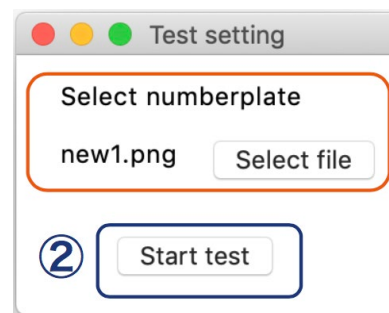 Test setting
Select numberplate
new1.png Select file
② Start test